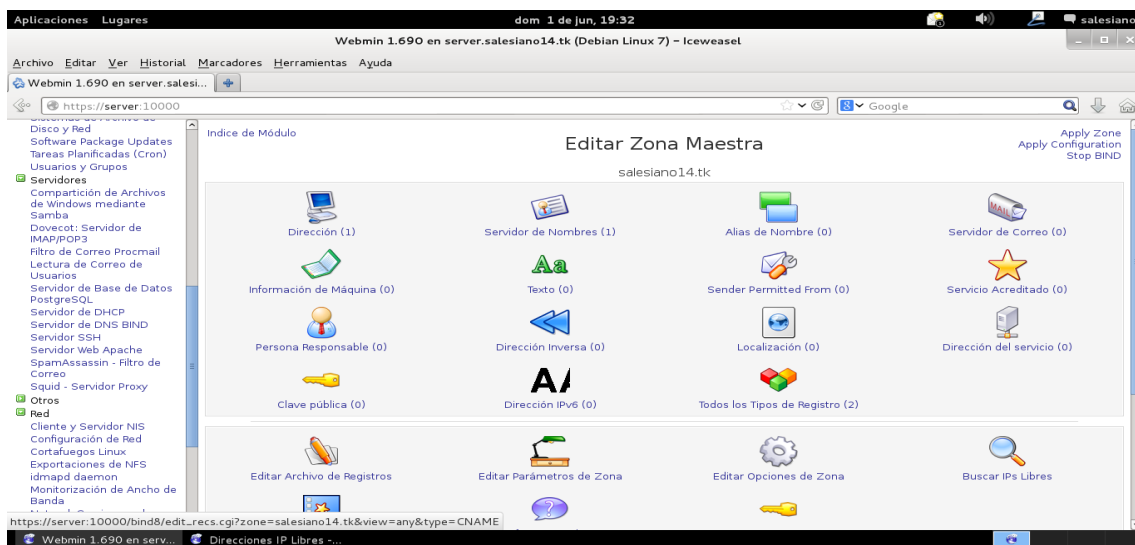 Aplicaciones Lugares dom 1 de jun, 19:32 salesiano
Webmin 1.690 en server.salesiano14.tk (Debian Linux 7) – Iceweasel
Archivo Editar Ver Historial Marcadores Herramientas Ayuda
Webmin 1.690 en server.salesi...
https://server:10000 Google
Disco y Red
Software Package Updates
Tareas Planificadas (Cron)
Usuarios y Grupos
Servidores
Compartición de Archivos
de Windows mediante
Samba
Dovecot: Servidor de
IMAP/POP3
Filtro de Correo Procmail
Lectura de Correo de
Usuarios
Servidor de Base de Datos
PostgreSQL
Servidor de DHCP
Servidor de DNS BIND
Servidor SSH
Servidor Web Apache
SpamAssassin - Filtro de
Correo
Squid - Servidor Proxy
Otros
Red
Cliente y Servidor NIS
Configuración de Red
Cortafuegos Linux
Exportaciones de NFS
idmapd daemon
Monitorización de Ancho de
Banda
Indice de Módulo
Editar Zona Maestra
salesiano14.tk
Apply Zone
Apply Configuration
Stop BIND
Dirección (1)
Servidor de Nombres (1)
Alias de Nombre (0)
MAIL
Servidor de Correo (0)
Información de Máquina (0)
Aa
Texto (0)
Sender Permitted From (0)
Servicio Acreditado (0)
Persona Responsable (0)
Dirección Inversa (0)
Localización (0)
Dirección del servicio (0)
Clave pública (0)
Dirección IPv6 (0)
Todos los Tipos de Registro (2)
Editar Archivo de Registros
Editar Parámetros de Zona
Editar Opciones de Zona
Buscar IPs Libres
https://server:10000/bind8/edit_recs.cgi?zone=salesiano14.tk&view=any&type=CNAME
Webmin 1.690 en serv... Direcciones IP Libres -...